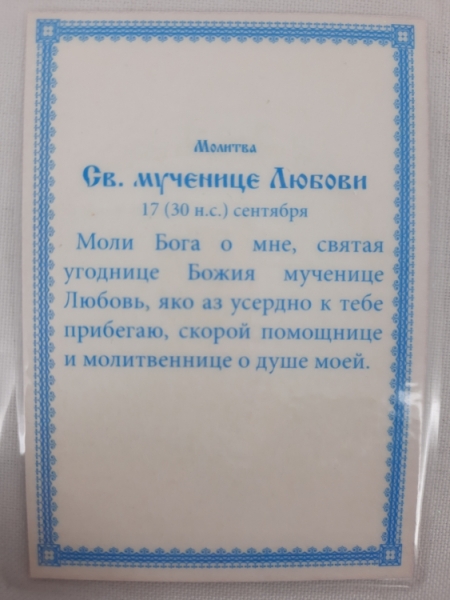 Молитва
Св. мученице Любови
17 (30 н.с.) сентября
Моли Бога о мне, святая
угоднице Божия мученице
Любовь, яко аз усердно к тебе
прибегаю, скорой помощнице
и молитвеннице о душе моей.